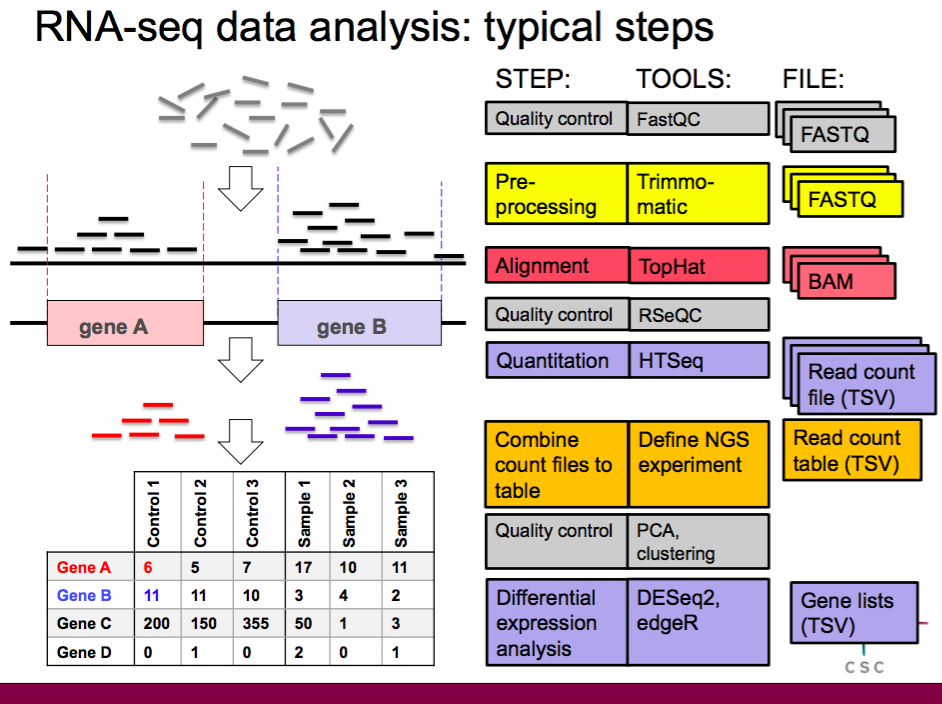 RNA-seq data analysis: typical steps
STEP: TOOLS: FILE:
Quality control FastQC FASTQ
Pre-
processing
Trimmo-
matic
FASTQ
Alignment TopHat BAM
Quality control RSeQC
Quantitation HTSeq
Read count
file (TSV)
Combine
count files to
table
Define NGS
experiment
Read count
table (TSV)
Quality control
PCA,
clustering
Differential
expression
analysis
DESeq2,
edgeR
Gene lists
(TSV)
CSC
gene A gene B
Control 1 Control 2 Control 3 Sample 1 Sample 2 Sample 3
Gene A 6 5 7 17 10 11
Gene B 11 11 10 3 4 2
Gene C 200 150 355 50 1 3
Gene D 0 1 0 2 0 1